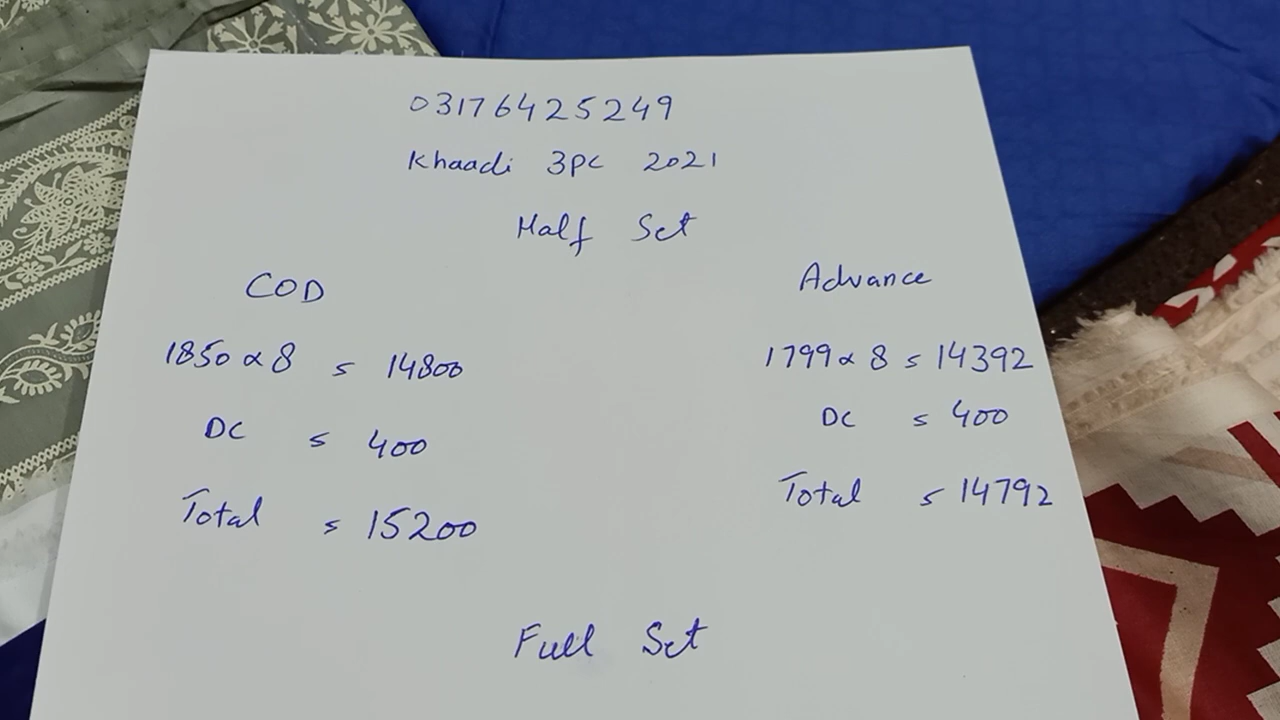 03176425249
Khaadi 3pc 2021
Half Set
COD Advance
1850 x 8 = 14800 1799 x 8 = 14392
DC = 400 DC = 400
Total = 15200 Total = 14792
Full Set